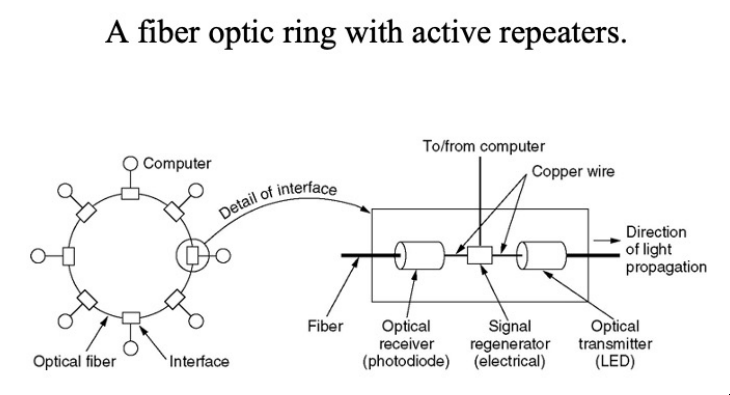 A fiber optic ring with active repeaters.
To/from computer
Computer
Copper wire
Detail of interface
Direction
of light
propagation
Fiber
Optical
receiver
(photodiode)
Signal
regenerator
(electrical)
Optical
transmitter
(LED)
Optical fiber
Interface